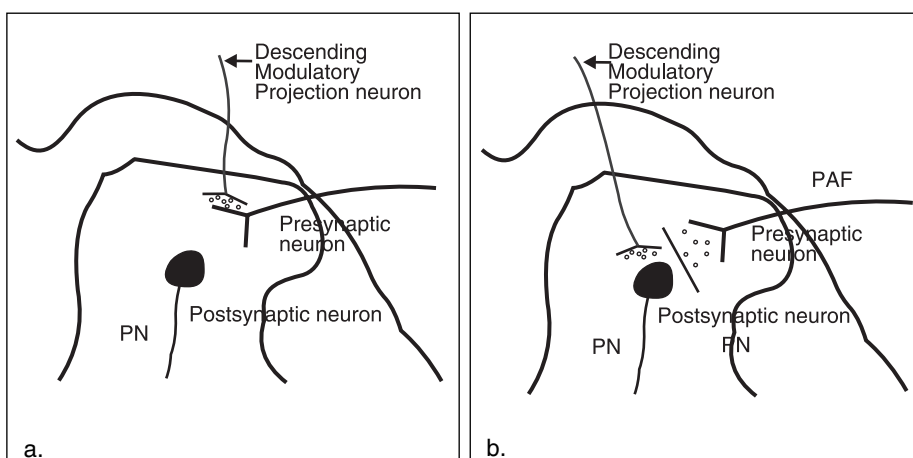 Descending
Modulatory
Projection neuron
Presynaptic
neuron
Postsynaptic neuron
PN
a.
Descending
Modulatory
Projection neuron
PAF
Presynaptic
neuron
Postsynaptic neuron
PN
PN
b.